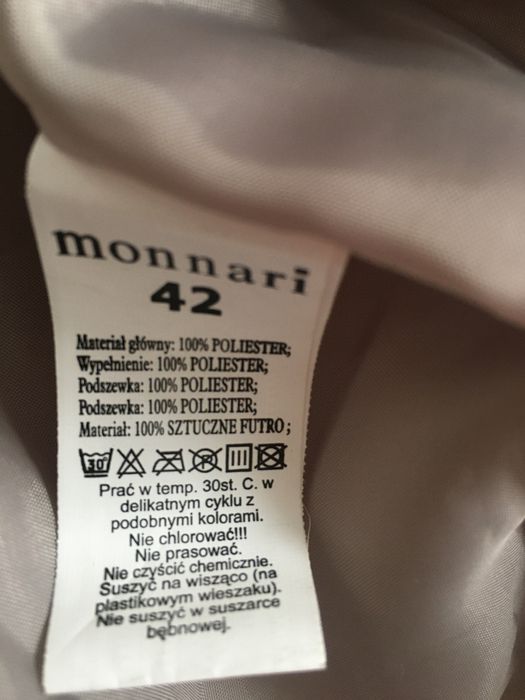 monnari
42
Materiał główny: 100% POLIESTER;
Wypełnienie: 100% POLIESTER;
Podszewka: 100% POLIESTER;
Podszewka: 100% POLIESTER;
Materiał: 100% SZTUCZNE FUTRO;
30°
Prać w temp. 30st. C. w
delikatnym cyklu z
podobnymi kolorami.
Nie chlorować!!!
Nie prasować.
Nie czyścić chemicznie.
Suszyć na wisząco (na
plastikowym wieszaku).
Nie suszyć w suszarce
bębnowej.